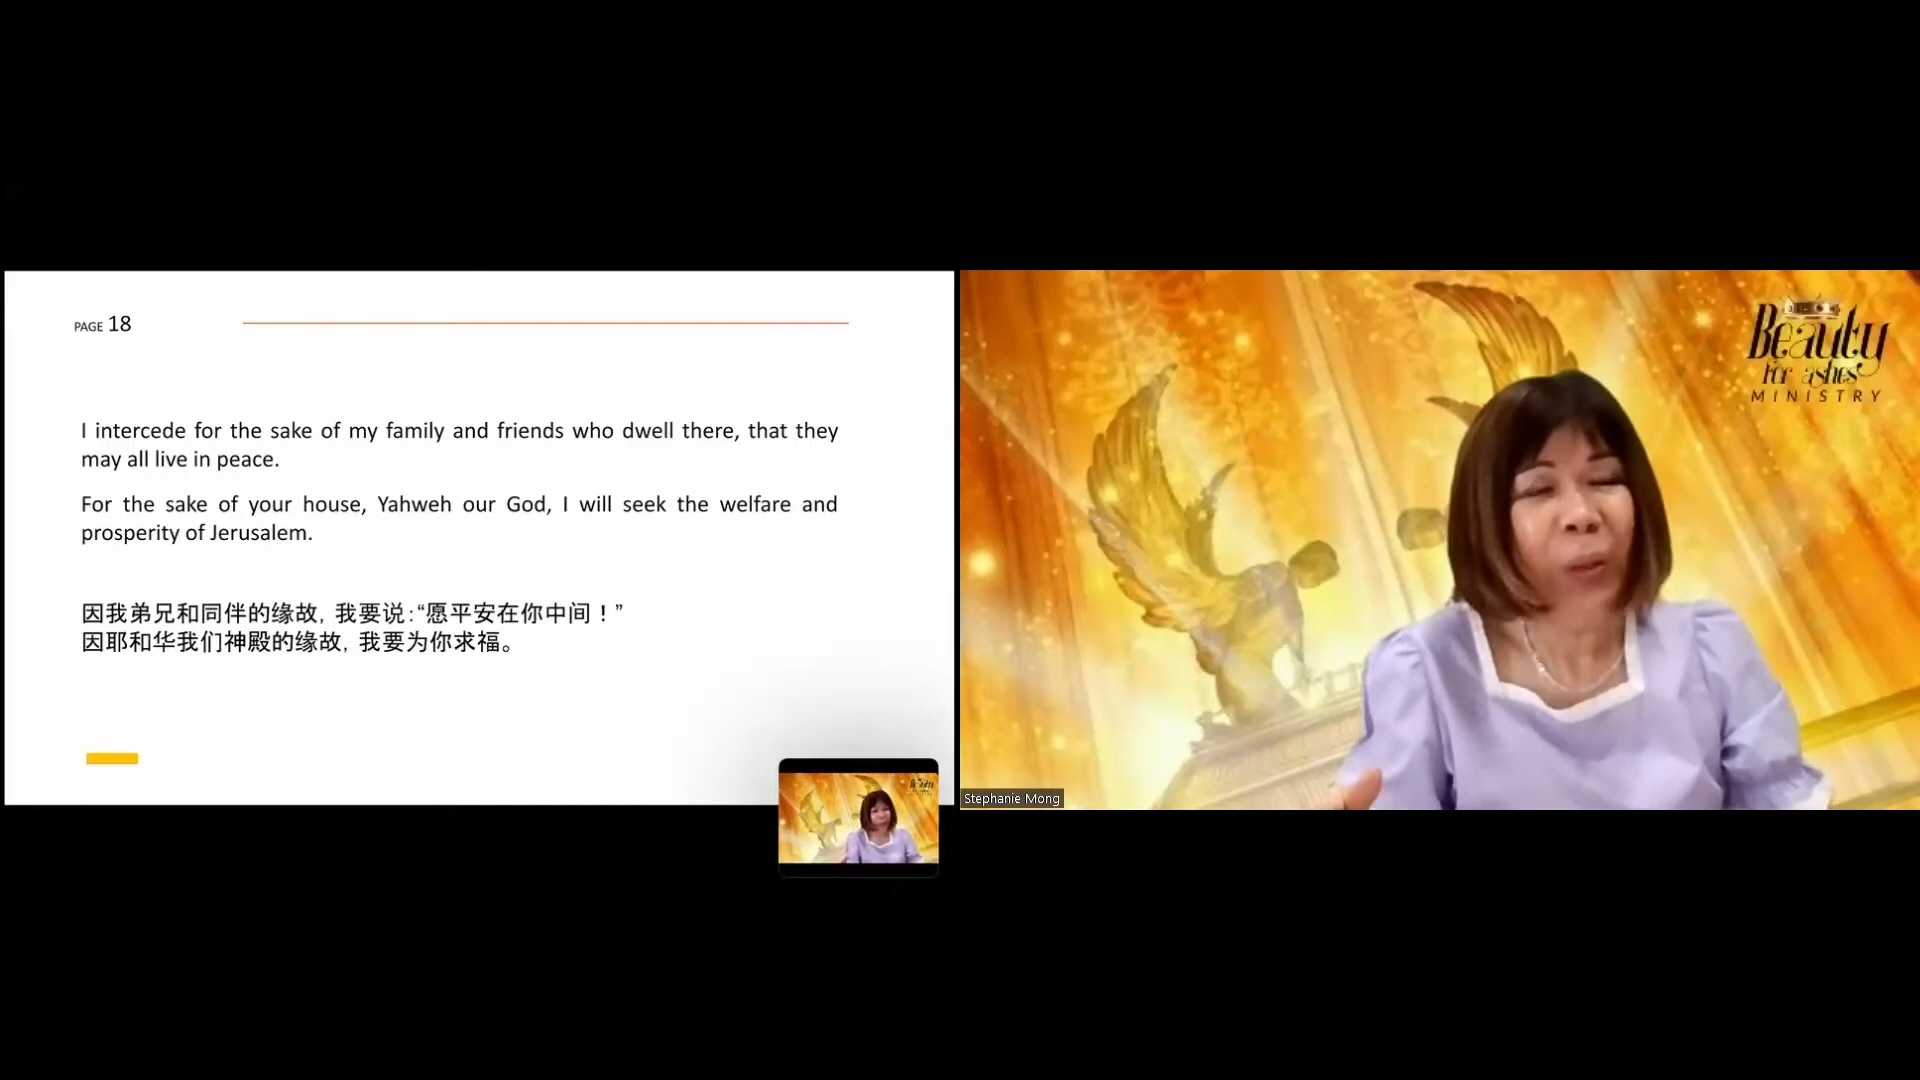 PAGE 18
I intercede for the sake of my family and friends who dwell there, that they
may all live in peace.
For the sake of your house, Yahweh our God, I will seek the welfare and
prosperity of Jerusalem.
因我弟兄和同伴的缘故, 我要说:“愿平安在你中间！”
因耶和华我们神殿的缘故, 我要为你求福。
Beauty
For ashes
MINISTRY
Stephanie Mong